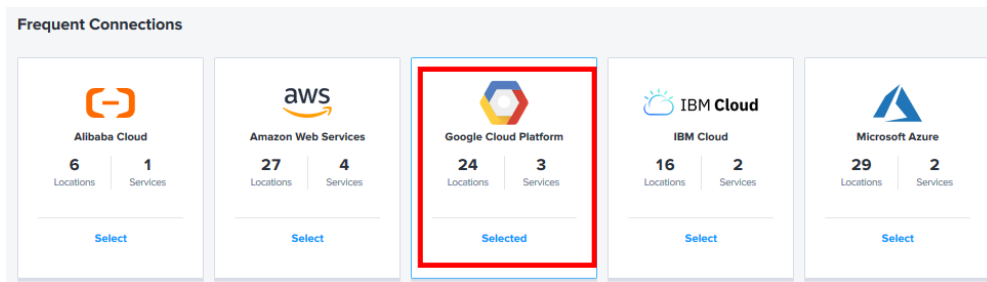 Frequent Connections
aws
IBM Cloud
Alibaba Cloud
Amazon Web Services
Google Cloud Platform
IBM Cloud
Microsoft Azure
6 1
27 4
24 3
16 2
29 2
Locations Services
Locations Services
Locations Services
Locations Services
Locations Services
Select
Select
Selected
Select
Select